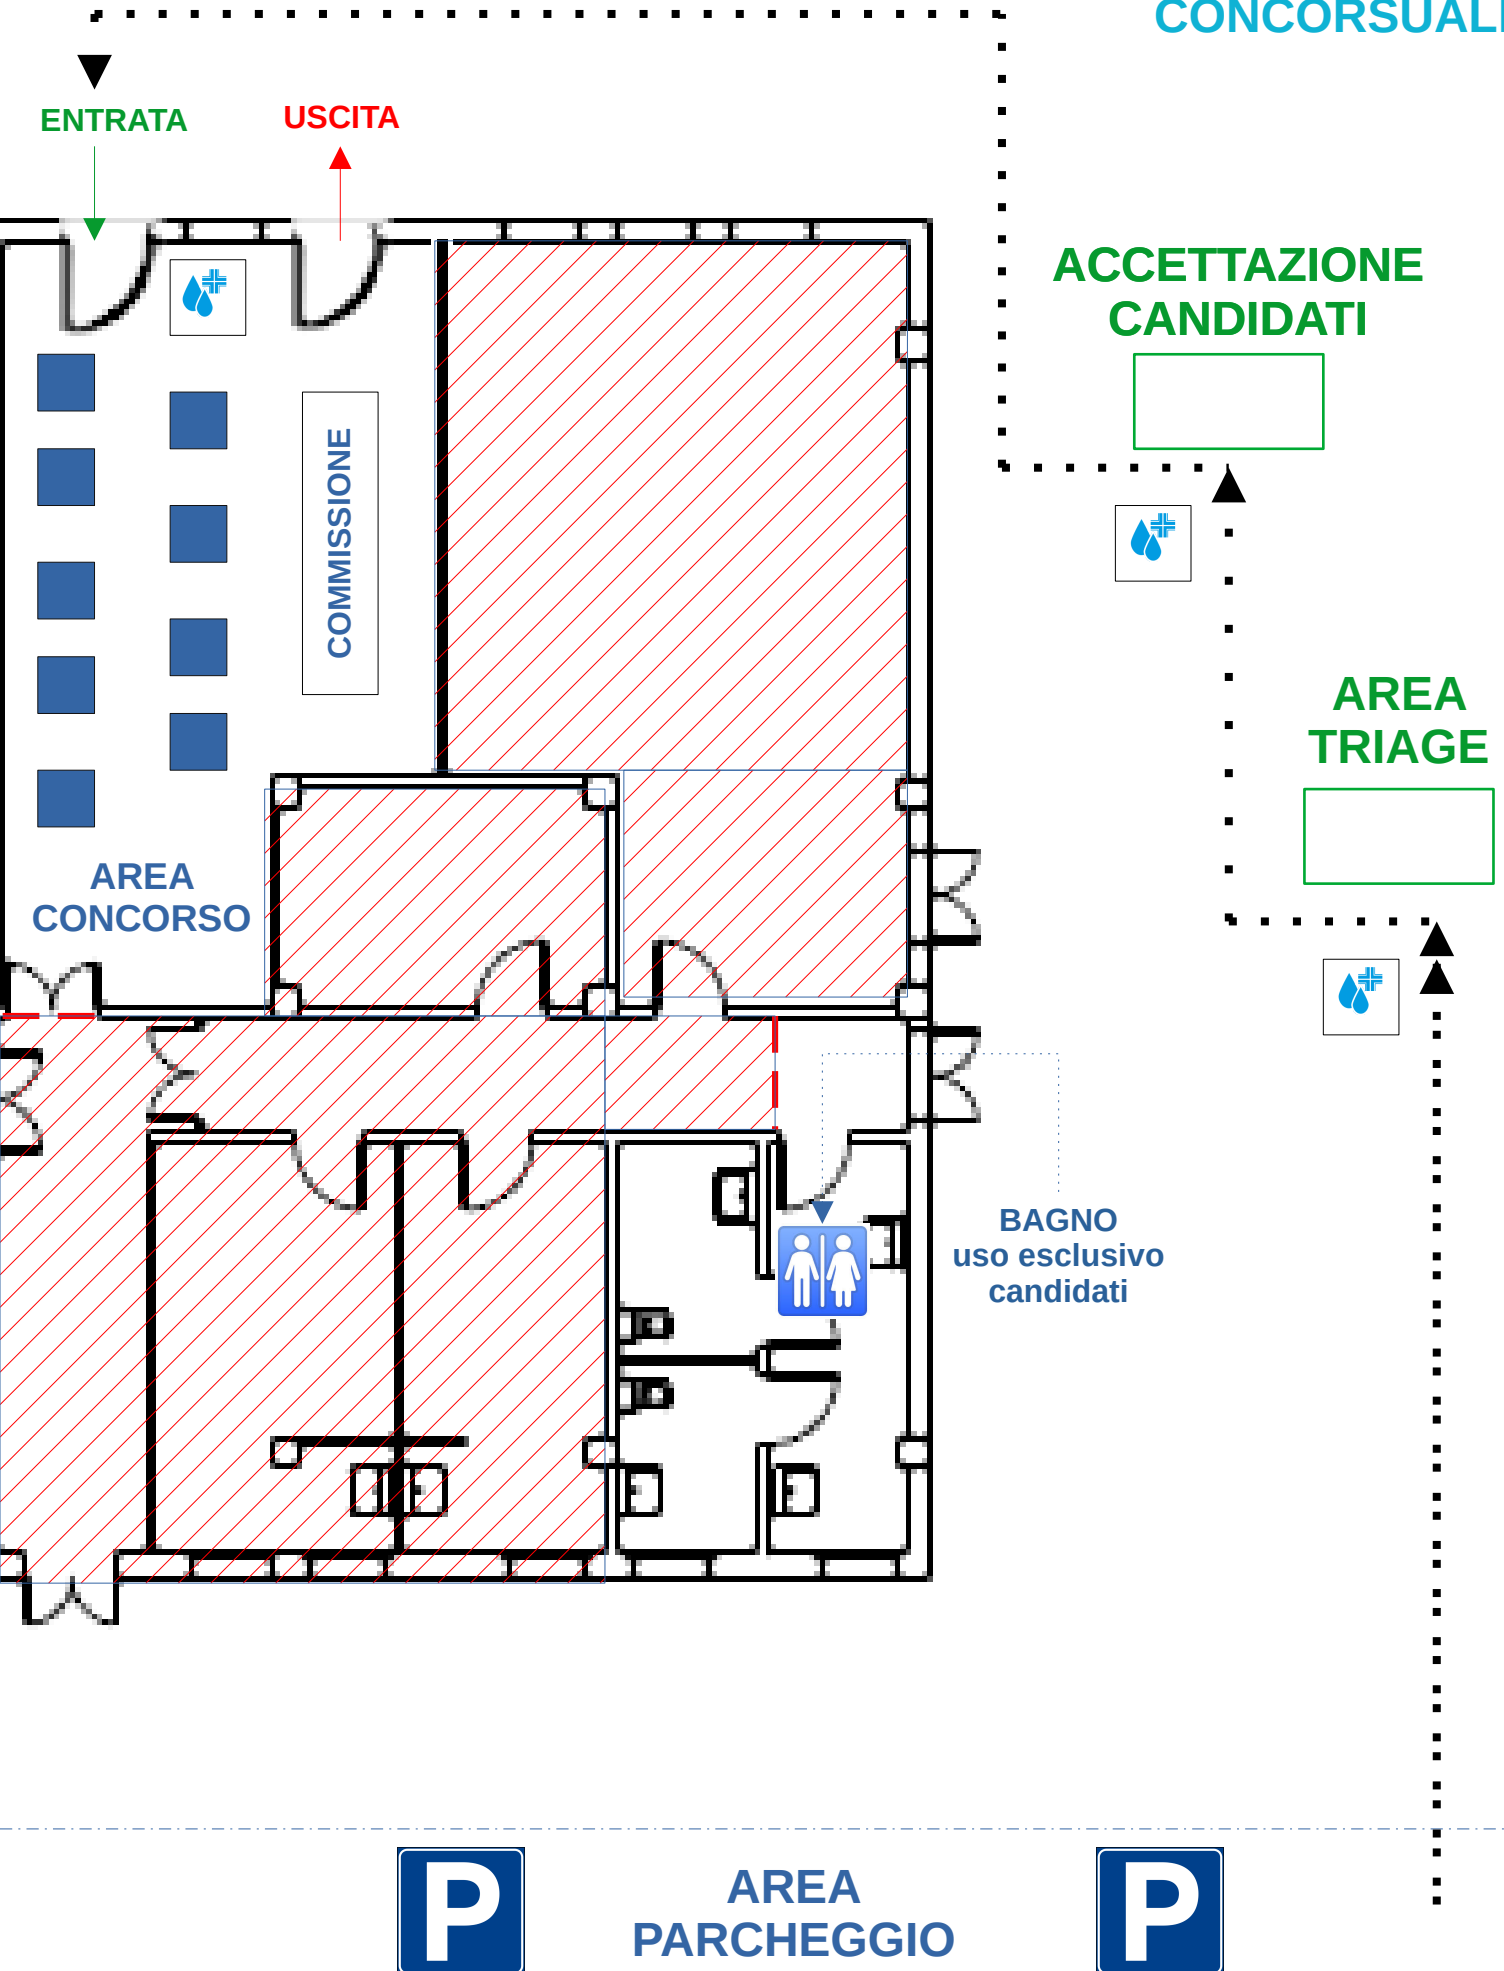 CONCORSUALI
ENTRATA
USCITA
ACCETTAZIONE
CANDIDATI
COMMISSIONE
AREA
TRIAGE
AREA
CONCORSO
BAGNO
uso esclusivo
candidati
P
AREA
PARCHEGGIO
P